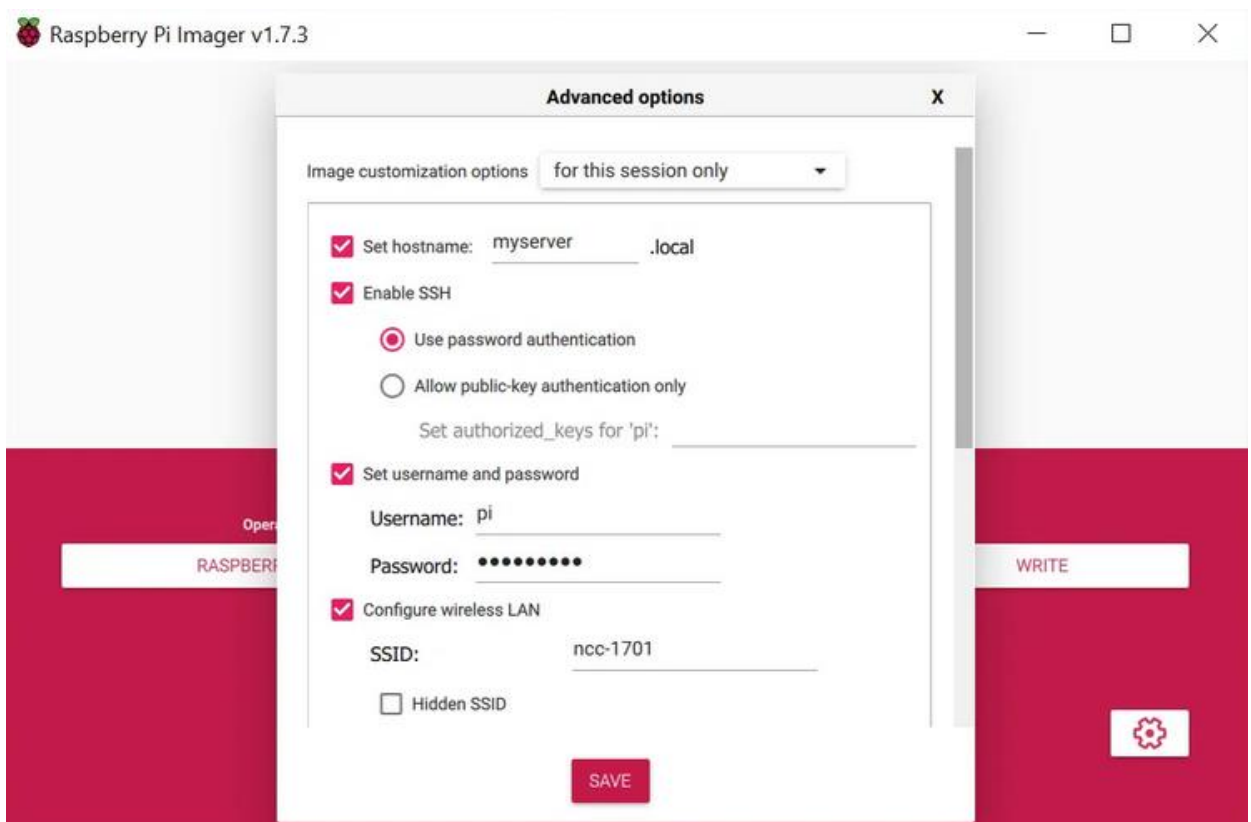 Raspberry Pi Imager v1.7.3
Advanced options X
Image customization options for this session only
Set hostname: myserver .local
Enable SSH
Use password authentication
Allow public-key authentication only
Set authorized_keys for 'pi':
Set username and password
Opera
Username: pi
RASPBERR
Password: •••••••••
WRITE
Configure wireless LAN
SSID: ncc-1701
Hidden SSID
SAVE